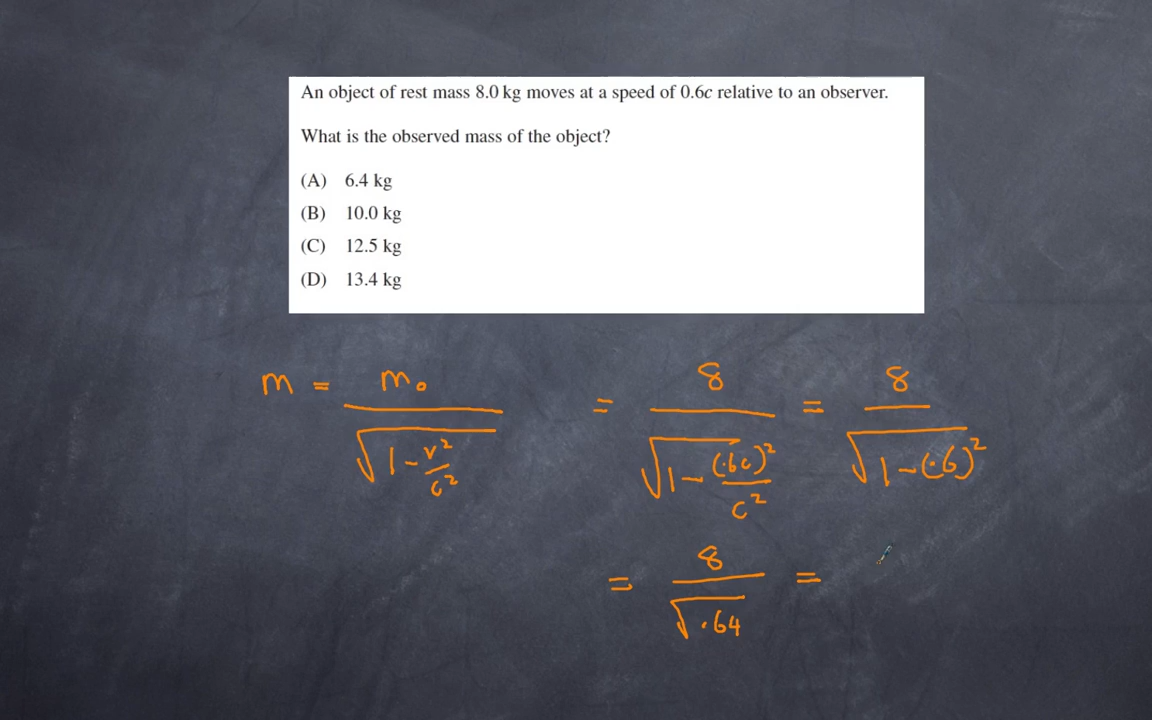 An object of rest mass 8.0 kg moves at a speed of 0.6c relative to an observer.
What is the observed mass of the object?
(A) 6.4 kg
(B) 10.0 kg
(C) 12.5 kg
(D) 13.4 kg
m = m₀ / √(1 - v²/c²) = 8 / √(1 - (.6c)²/c²) = 8 / √(1 - (.6)²)
= 8 / √.64 =